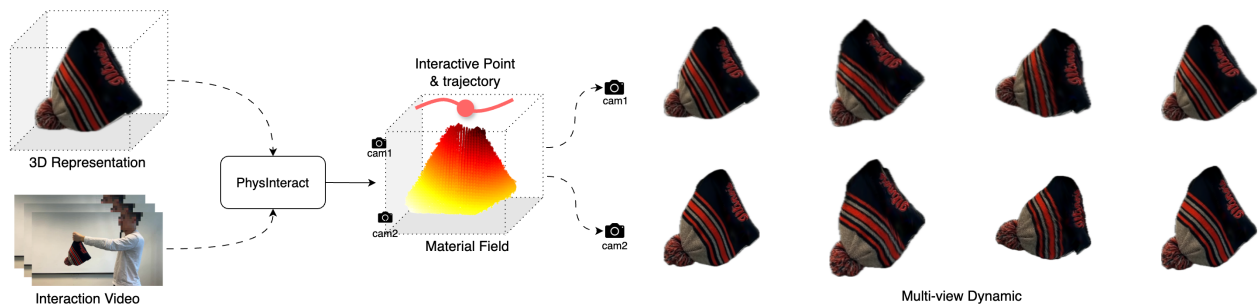 3D Representation
Interaction Video
PhysInteract
Interactive Point
& trajectory
cam1
cam2
Material Field
cam1
cam2
Multi-view Dynamic